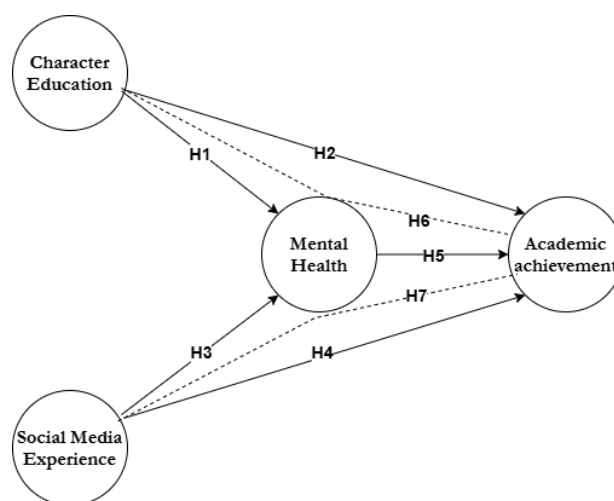 Character
Education
H1
H2
H6
Mental
Health
H5
Academic
achievement
H7
H3
H4
Social Media
Experience